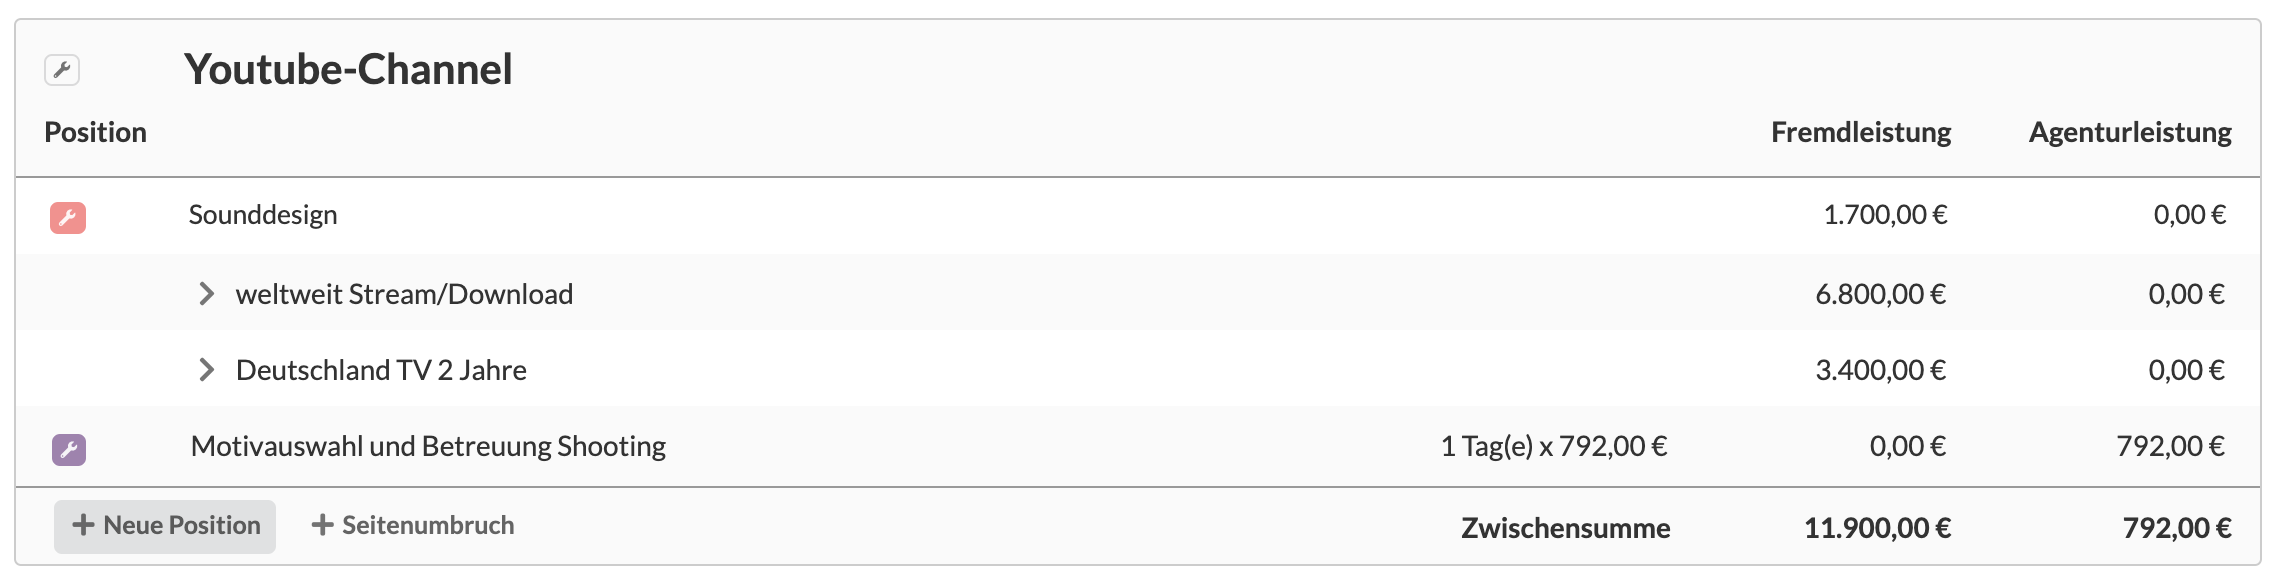 Youtube-Channel
Position Fremdleistung Agenturleistung
Sounddesign 1.700,00 € 0,00 €
weltweit Stream/Download 6.800,00 € 0,00 €
Deutschland TV 2 Jahre 3.400,00 € 0,00 €
Motivauswahl und Betreuung Shooting 1 Tag(e) x 792,00 € 0,00 € 792,00 €
+ Neue Position + Seitenumbruch Zwischensumme 11.900,00 € 792,00 €